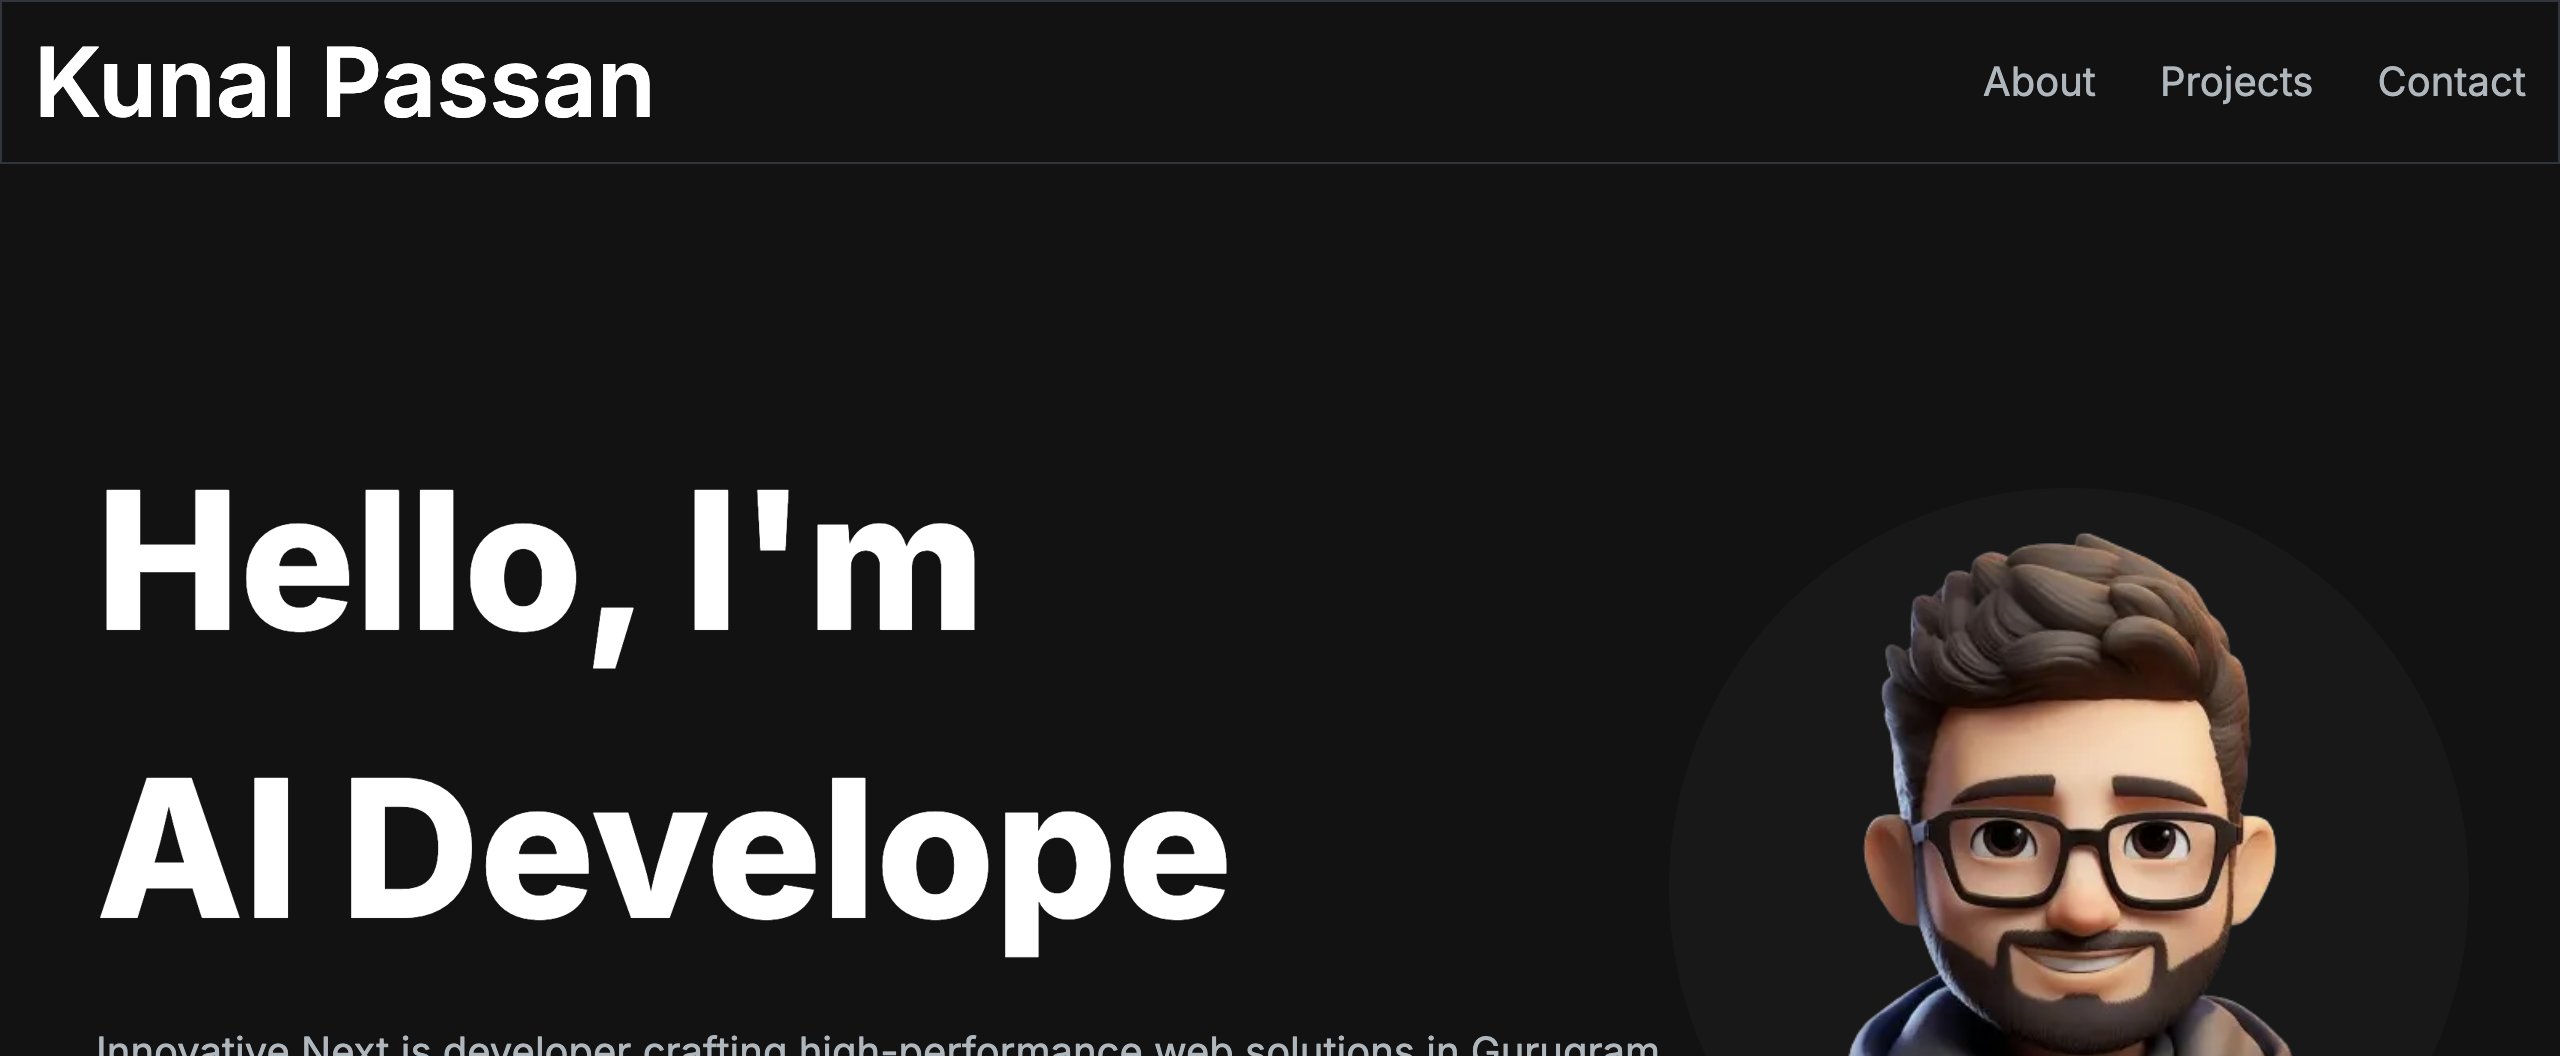 Kunal Passan
About Projects Contact
Hello, I'm
AI Develope
Innovative Next is developer crafting high-performance web solutions in Gurugram